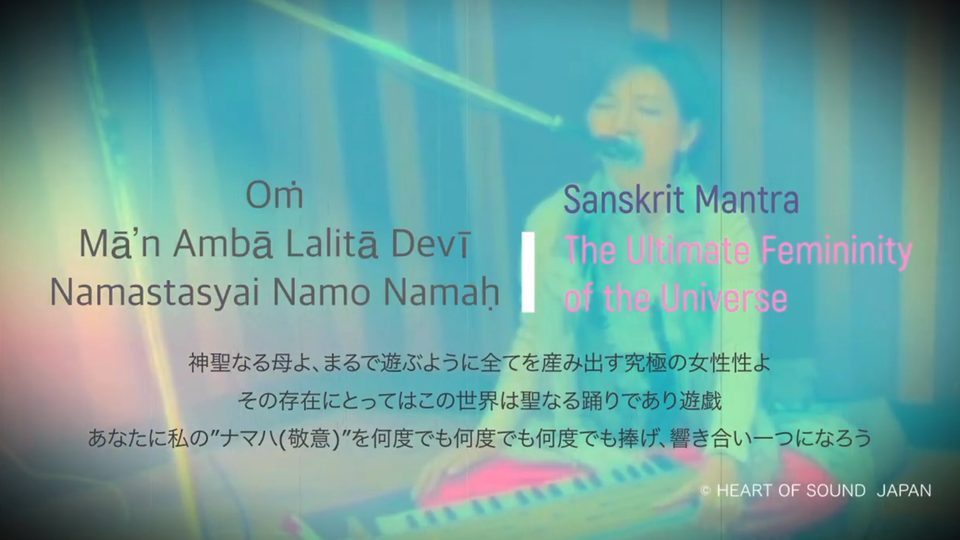 Oṁ
Mā’n Ambā Lalitā Devī
Namastasyai Namo Namaḥ
Sanskrit Mantra
The Ultimate Femininity
of the Universe
神聖なる母よ、まるで遊ぶように全てを産み出す究極の女性性よ
その存在にとってはこの世界は聖なる踊りであり遊戯
あなたに私の”ナマハ(敬意)”を何度でも何度でも何度でも捧げ、響き合い一つになろう
© HEART OF SOUND JAPAN